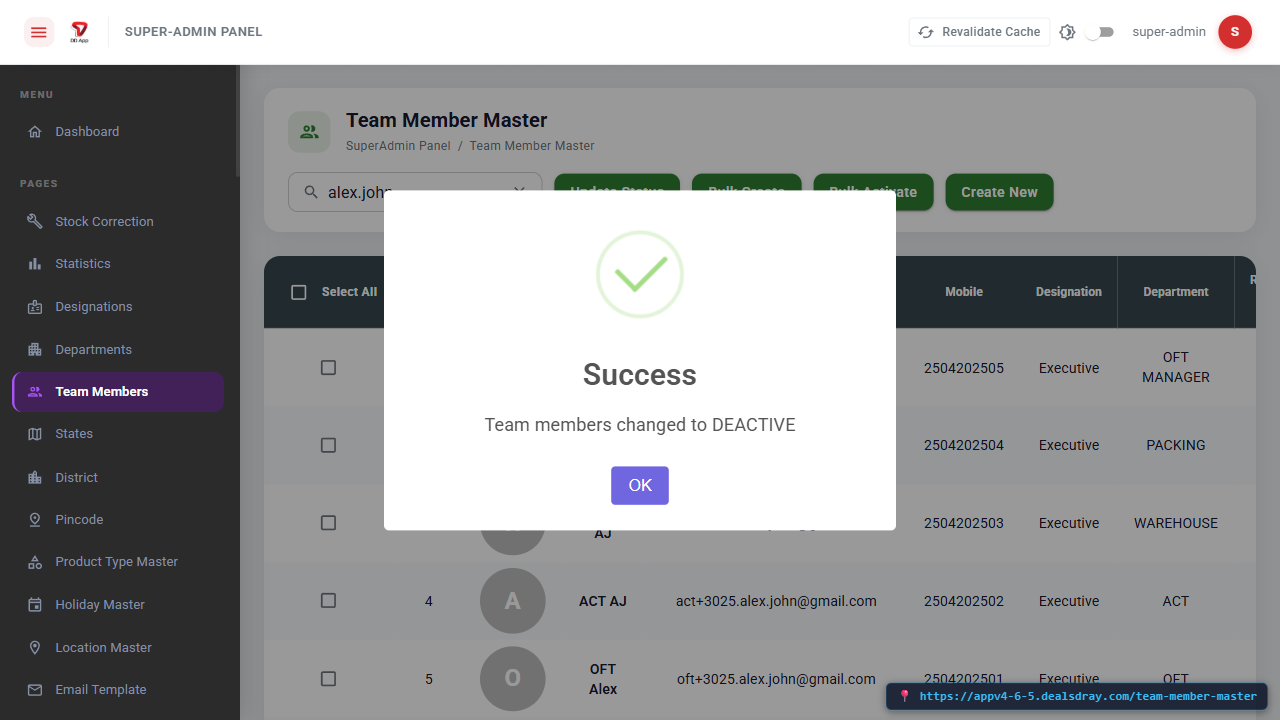 DD App
SUPER-ADMIN PANEL
Revalidate Cache
super-admin
S
MENU
Dashboard
PAGES
Stock Correction
Statistics
Designations
Departments
Team Members
States
District
Pincode
Product Type Master
Holiday Master
Location Master
Email Template
Team Member Master
SuperAdmin Panel / Team Member Master
alex.john
Create New
Select All
Mobile
Designation
Department
Success
Team members changed to DEACTIVE
OK
2504202505
Executive
OFT
MANAGER
2504202504
Executive
PACKING
AJ
2504202503
Executive
WAREHOUSE
4
A
ACT AJ
act+3025.alex.john@gmail.com
2504202502
Executive
ACT
5
O
OFT
Alex
oft+3025.alex.john@gmail.com
2504202501
Executive
OFT
https://appv4-6-5.dealsdray.com/team-member-master